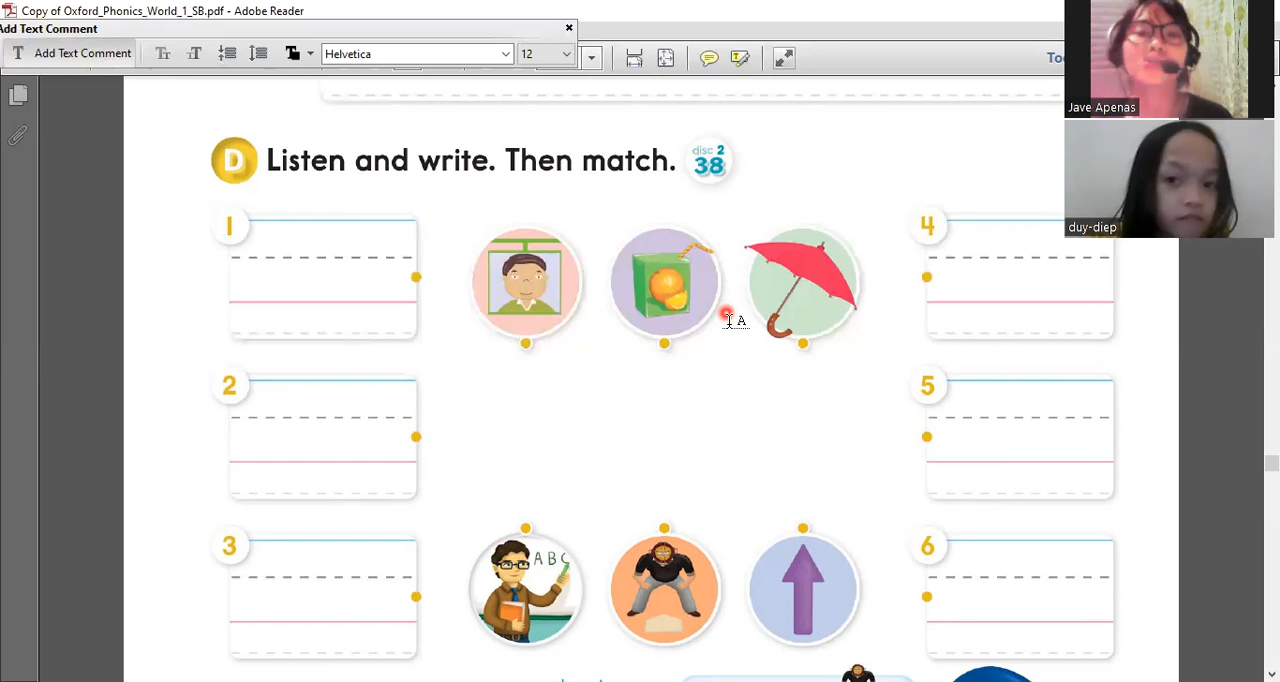 Copy of Oxford_Phonics_World_1_SB.pdf - Adobe Reader
Add Text Comment
Add Text Comment
Helvetica
12
Jave Apenas
duy-diep
D Listen and write. Then match. disc 2 38
1
4
2
5
3
6
ABC
A